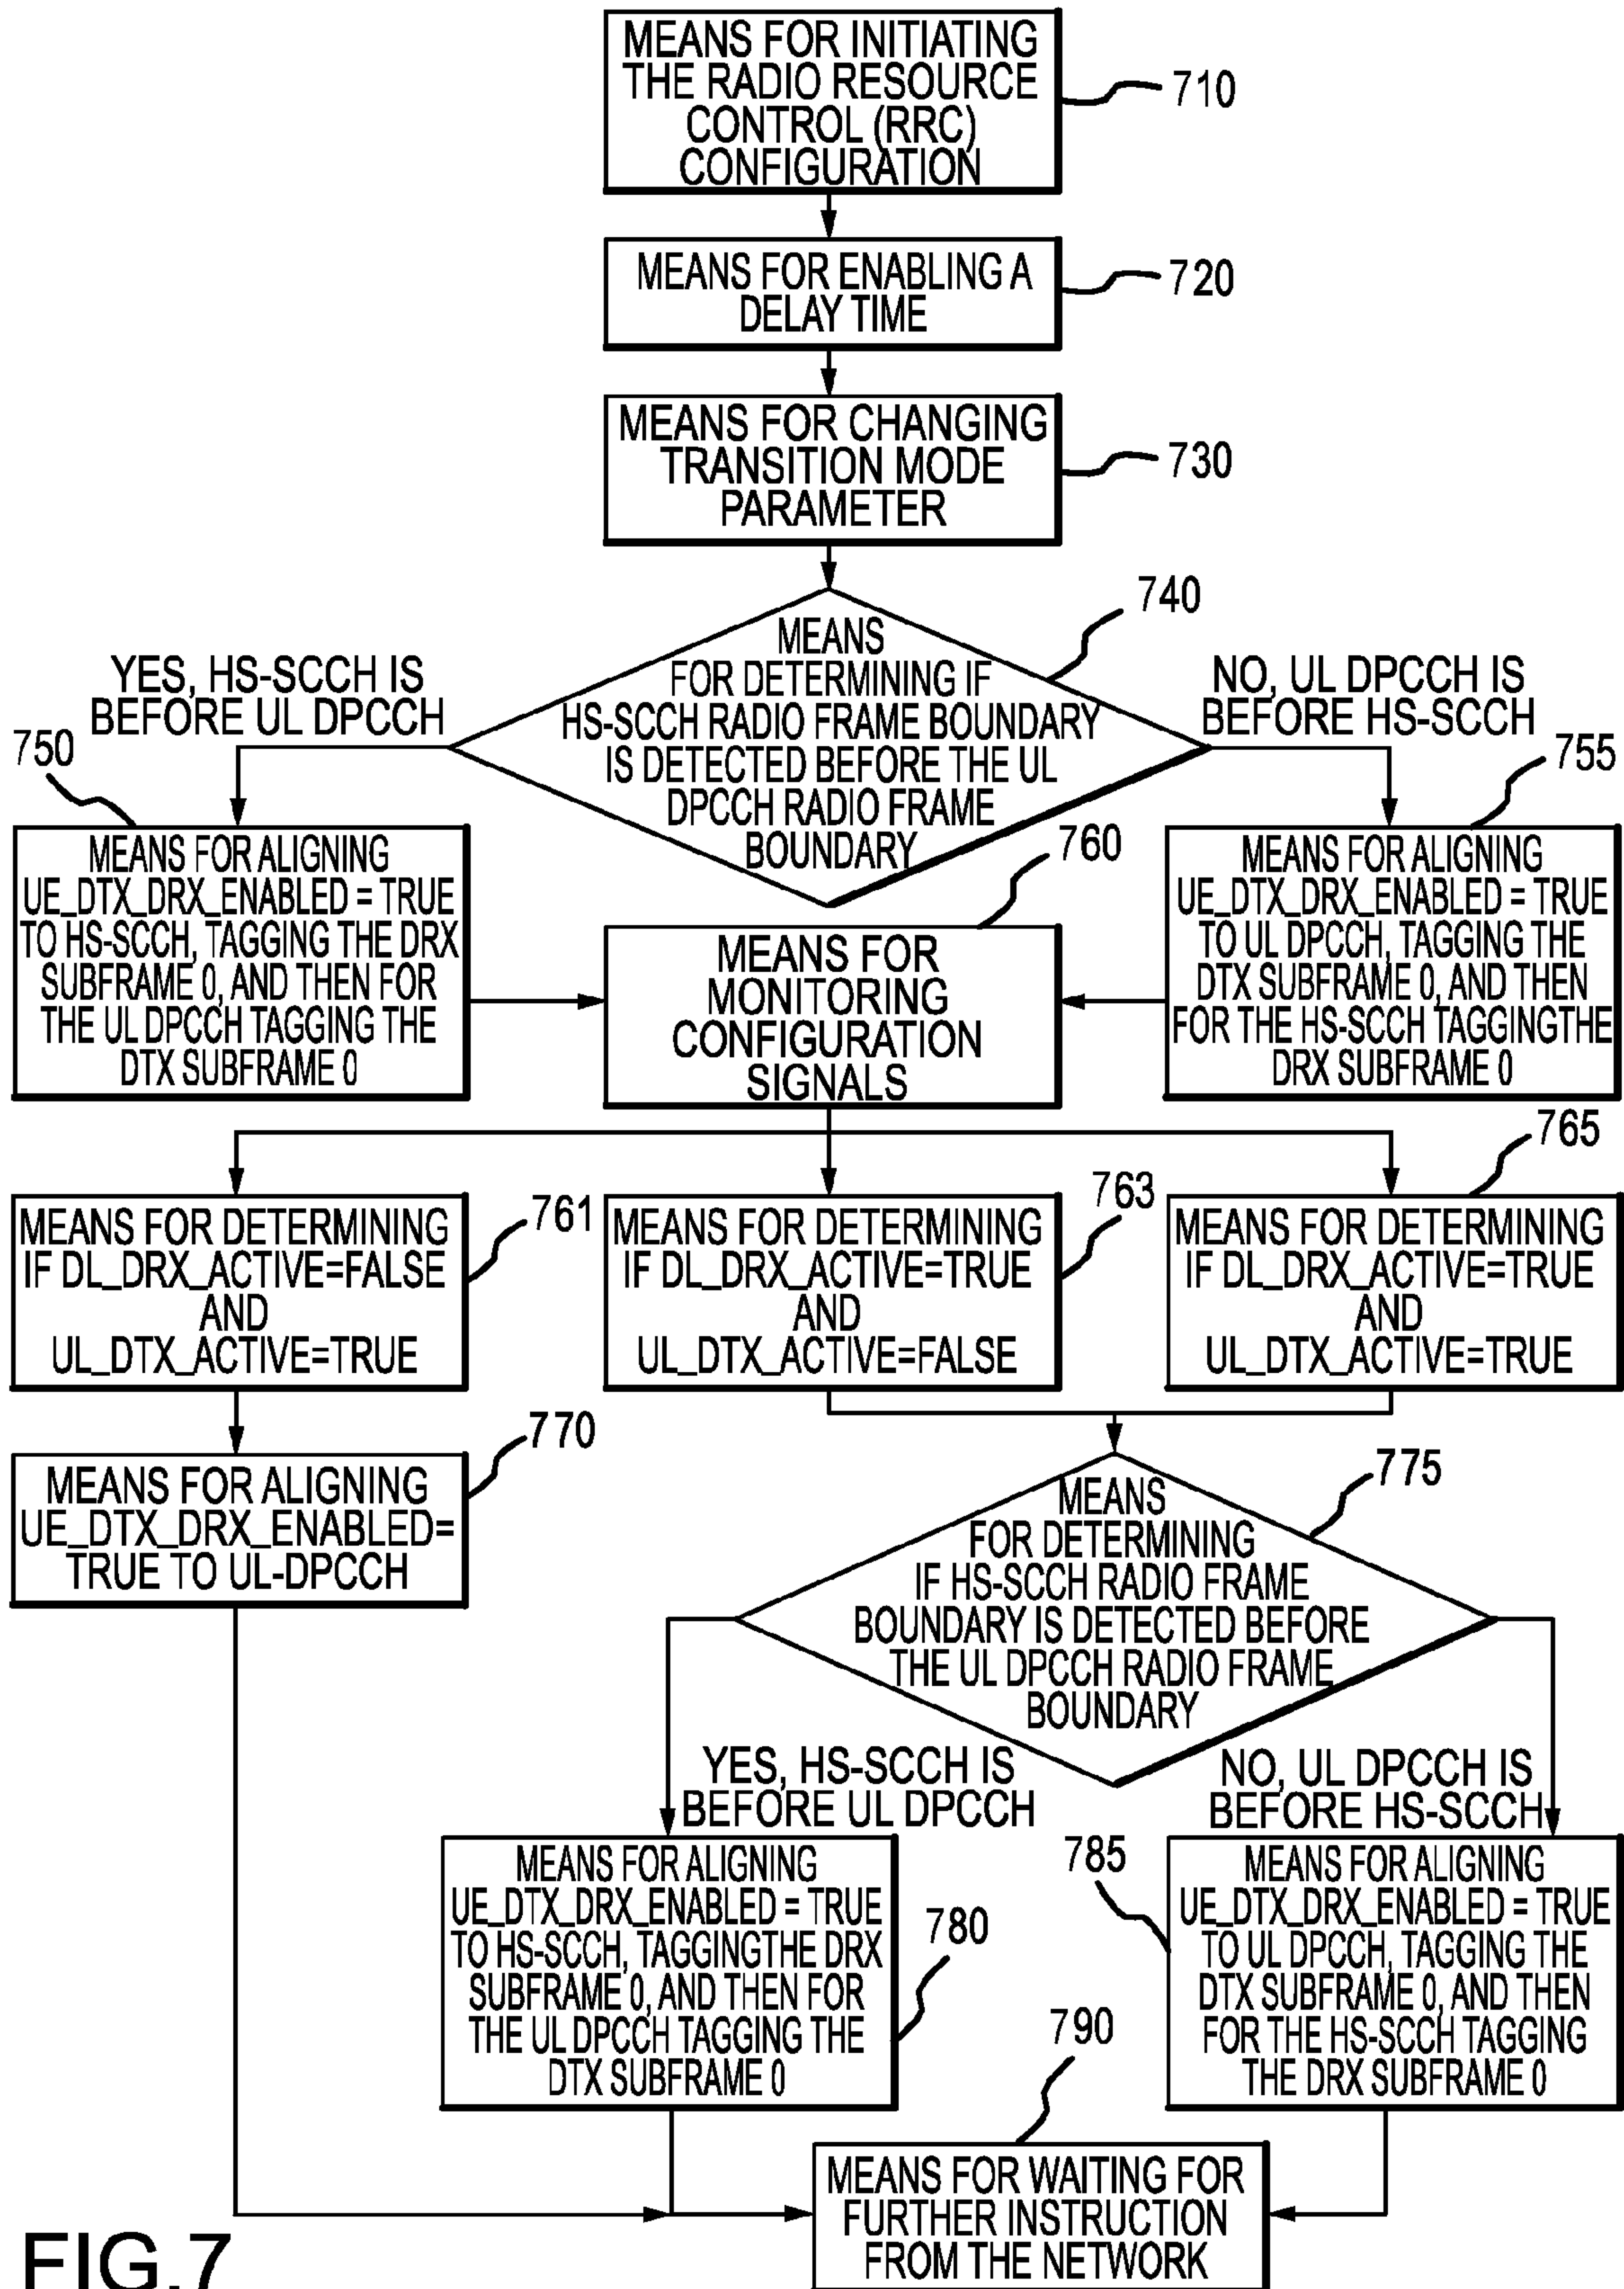 MEANS FOR INITIATING
THE RADIO RESOURCE
CONTROL (RRC)
CONFIGURATION
710
MEANS FOR ENABLING A
DELAY TIME
720
MEANS FOR CHANGING
TRANSITION MODE
PARAMETER
730
740
MEANS
FOR DETERMINING IF
HS-SCCH RADIO FRAME BOUNDARY
IS DETECTED BEFORE THE UL
DPCCH RADIO FRAME
BOUNDARY
YES, HS-SCCH IS
BEFORE UL DPCCH
NO, UL DPCCH IS
BEFORE HS-SCCH
750
MEANS FOR ALIGNING
UE_DTX_DRX_ENABLED = TRUE
TO HS-SCCH, TAGGING THE DRX
SUBFRAME 0, AND THEN FOR
THE UL DPCCH TAGGING THE
DTX SUBFRAME 0
760
MEANS FOR
MONITORING
CONFIGURATION
SIGNALS
755
MEANS FOR ALIGNING
UE_DTX_DRX_ENABLED = TRUE
TO UL DPCCH, TAGGING THE
DTX SUBFRAME 0, AND THEN
FOR THE HS-SCCH TAGGINGTHE
DRX SUBFRAME 0
MEANS FOR DETERMINING
IF DL_DRX_ACTIVE=FALSE
AND
UL_DTX_ACTIVE=TRUE
761
MEANS FOR DETERMINING
IF DL_DRX_ACTIVE=TRUE
AND
UL_DTX_ACTIVE=FALSE
763
MEANS FOR DETERMINING
IF DL_DRX_ACTIVE=TRUE
AND
UL_DTX_ACTIVE=TRUE
765
MEANS FOR ALIGNING
UE_DTX_DRX_ENABLED=
TRUE TO UL-DPCCH
770
MEANS
FOR DETERMINING
IF HS-SCCH RADIO FRAME
BOUNDARY IS DETECTED BEFORE
THE UL DPCCH RADIO FRAME
BOUNDARY
775
YES, HS-SCCH IS
BEFORE UL DPCCH
NO, UL DPCCH IS
BEFORE HS-SCCH
MEANS FOR ALIGNING
UE_DTX_DRX_ENABLED = TRUE
TO HS-SCCH, TAGGINGTHE DRX
SUBFRAME 0, AND THEN FOR
THE UL DPCCH TAGGING THE
DTX SUBFRAME 0
780
785
MEANS FOR ALIGNING
UE_DTX_DRX_ENABLED = TRUE
TO UL DPCCH, TAGGING THE
DTX SUBFRAME 0, AND THEN
FOR THE HS-SCCH TAGGING
THE DRX SUBFRAME 0
790
MEANS FOR WAITING FOR
FURTHER INSTRUCTION
FROM THE NETWORK
FIG.7